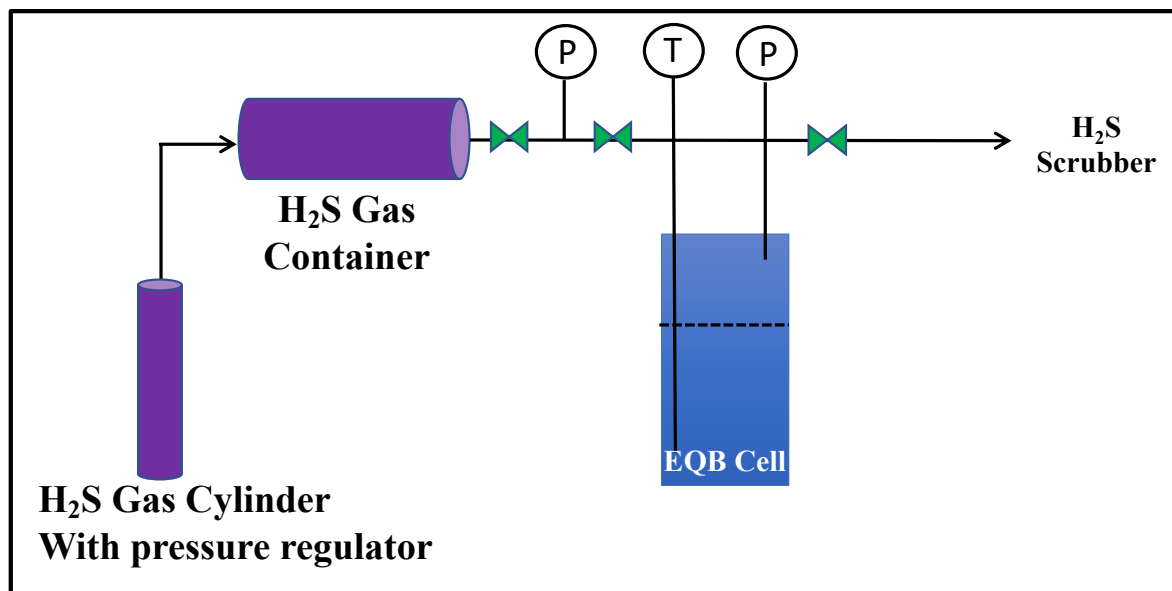 P
T
P
H₂S
Scrubber
H₂S Gas
Container
EQB Cell
H₂S Gas Cylinder
With pressure regulator